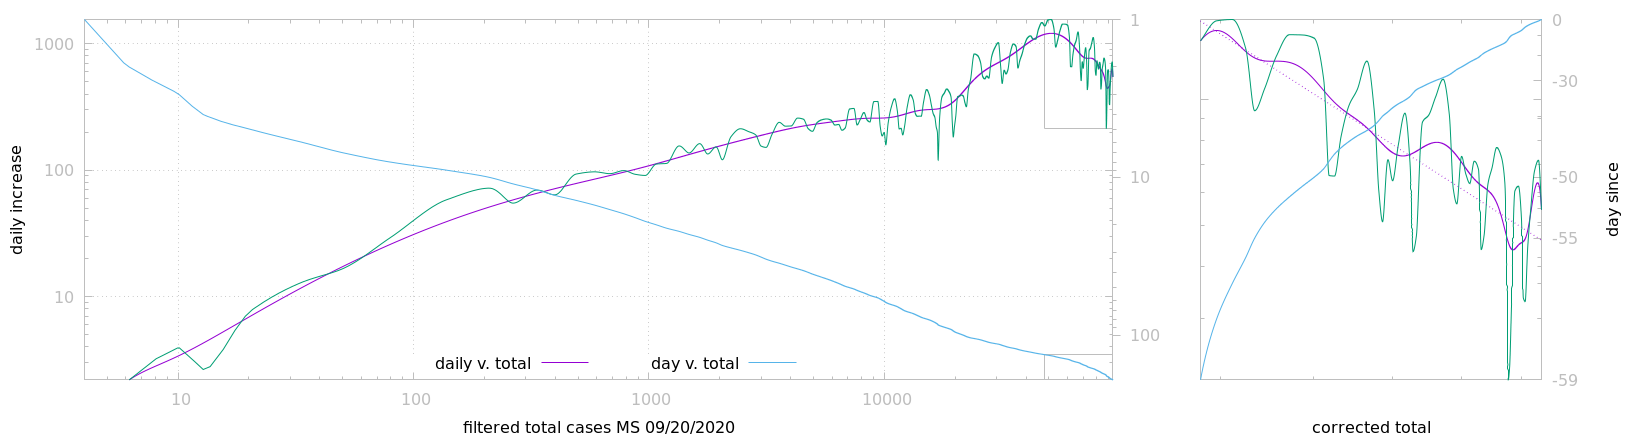 daily increase
1000
100
10
10
100
1000
10000
filtered total cases MS 09/20/2020
daily v. total
day v. total
1
10
100
0
-30
-50
-55
-59
day since
corrected total